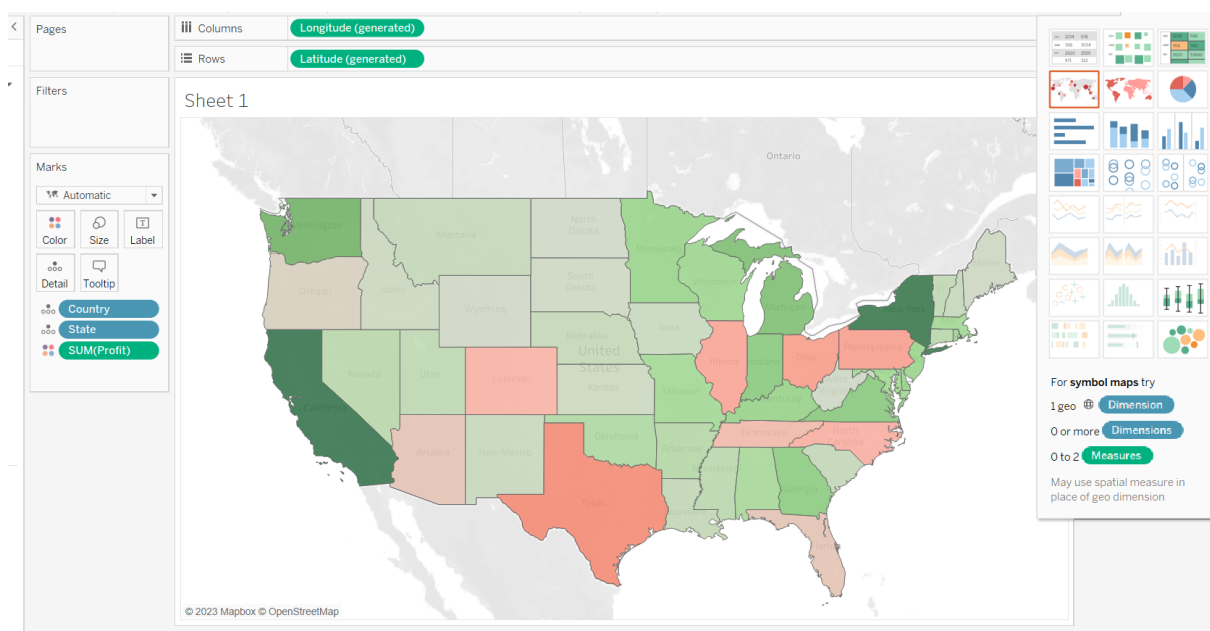 Pages
Columns
Longitude (generated)
Rows
Latitude (generated)
Filters
Sheet 1
Marks
Automatic
Color
Size
Label
Detail
Tooltip
Country
State
SUM(Profit)
Ontario
Washington
Montana
North
Dakota
Minnesota
Maine
Oregon
Idaho
South
Dakota
Wisconsin
Michigan
New York
Wyoming
Iowa
Nebraska
United
States
Nevada
Utah
Colorado
Kansas
Missouri
Illinois
Indiana
Ohio
Pennsylvania
West
Virginia
Kentucky
California
Arizona
New Mexico
Oklahoma
Arkansas
Tennessee
North
Carolina
Mississippi
Georgia
Texas
Louisiana
Florida
© 2023 Mapbox © OpenStreetMap
For symbol maps try
1 geo Dimension
0 or more Dimensions
0 to 2 Measures
May use spatial measure in
place of geo dimension